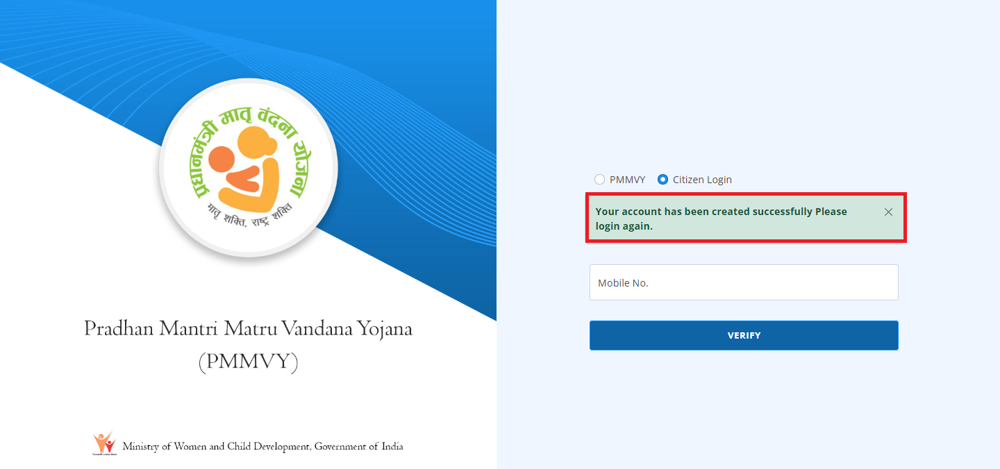 प्रधानमंत्री मातृ वंदना योजना
मातृ शक्ति, राष्ट्र शक्ति
Pradhan Mantri Matru Vandana Yojana
(PMMVY)
Ministry of Women and Child Development, Government of India
PMMVY
Citizen Login
Your account has been created successfully Please
login again.
Mobile No.
VERIFY